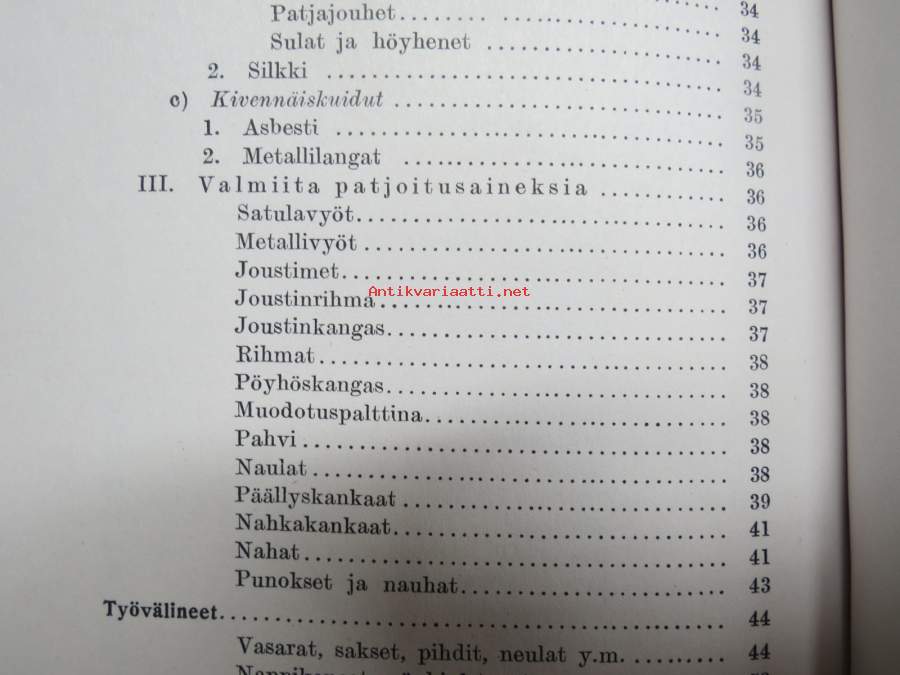 34
Patjajouhet........ 34
Sulat ja höyhenet ........ 34
2. Silkki ........ 34
c) Kivennäiskuidut ........ 35
1. Asbesti ........ 35
2. Metallilangat ........ 36
III. Valmiita patjoitusaineksia ........ 36
Satulavyöt........ 36
Metallivyöt ........ 36
Joustimet........ 37
Antikvariaatti.net
Joustinrihma ........ 37
Joustinkangas........ 37
Rihmat ........ 38
Pöyhöskangas........ 38
Muodotuspalttina........ 38
Pahvi ........ 38
Naulat ........ 38
Päällyskankaat ........ 39
Nahkakankaat........ 41
Nahat ........ 41
Punokset ja nauhat........ 43
Työvälineet........ 44
Vasarat, sakset, pihdit, neulat y.m. ........ 44